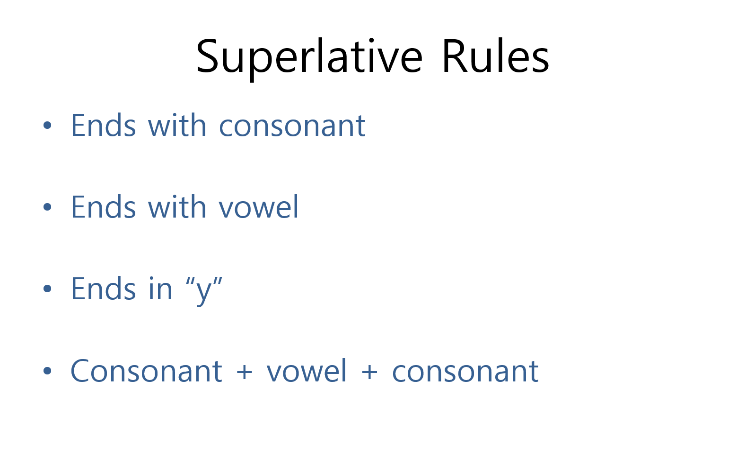 Superlative Rules
• Ends with consonant
• Ends with vowel
• Ends in “y”
• Consonant + vowel + consonant